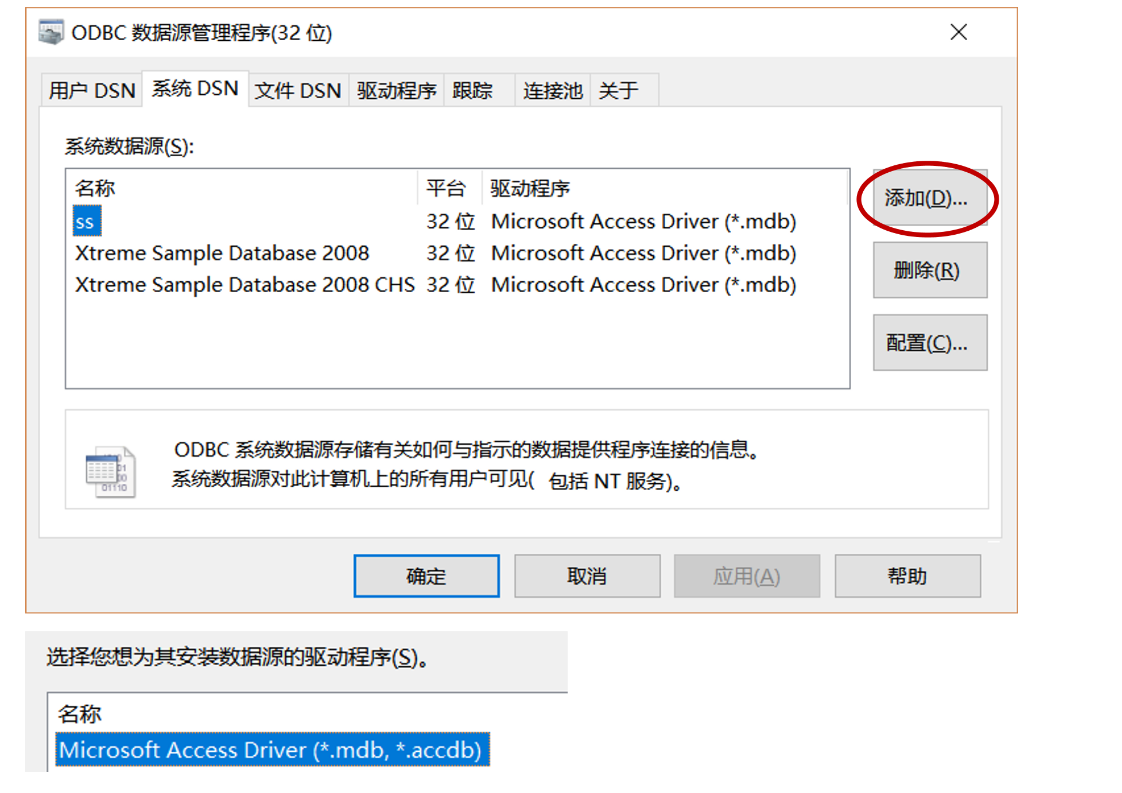 ODBC 数据源管理程序(32 位)
用户 DSN 系统 DSN 文件 DSN 驱动程序 跟踪 连接池 关于
系统数据源(S):
名称 平台 驱动程序
ss 32 位 Microsoft Access Driver (*.mdb)
Xtreme Sample Database 2008 32 位 Microsoft Access Driver (*.mdb)
Xtreme Sample Database 2008 CHS 32 位 Microsoft Access Driver (*.mdb)
添加(D)...
删除(R)
配置(C)...
ODBC 系统数据源存储有关如何与指示的数据提供程序连接的信息。
系统数据源对此计算机上的所有用户可见( 包括 NT 服务)。
确定 取消 应用(A) 帮助
选择您想为其安装数据源的驱动程序(S)。
名称
Microsoft Access Driver (*.mdb, *.accdb)